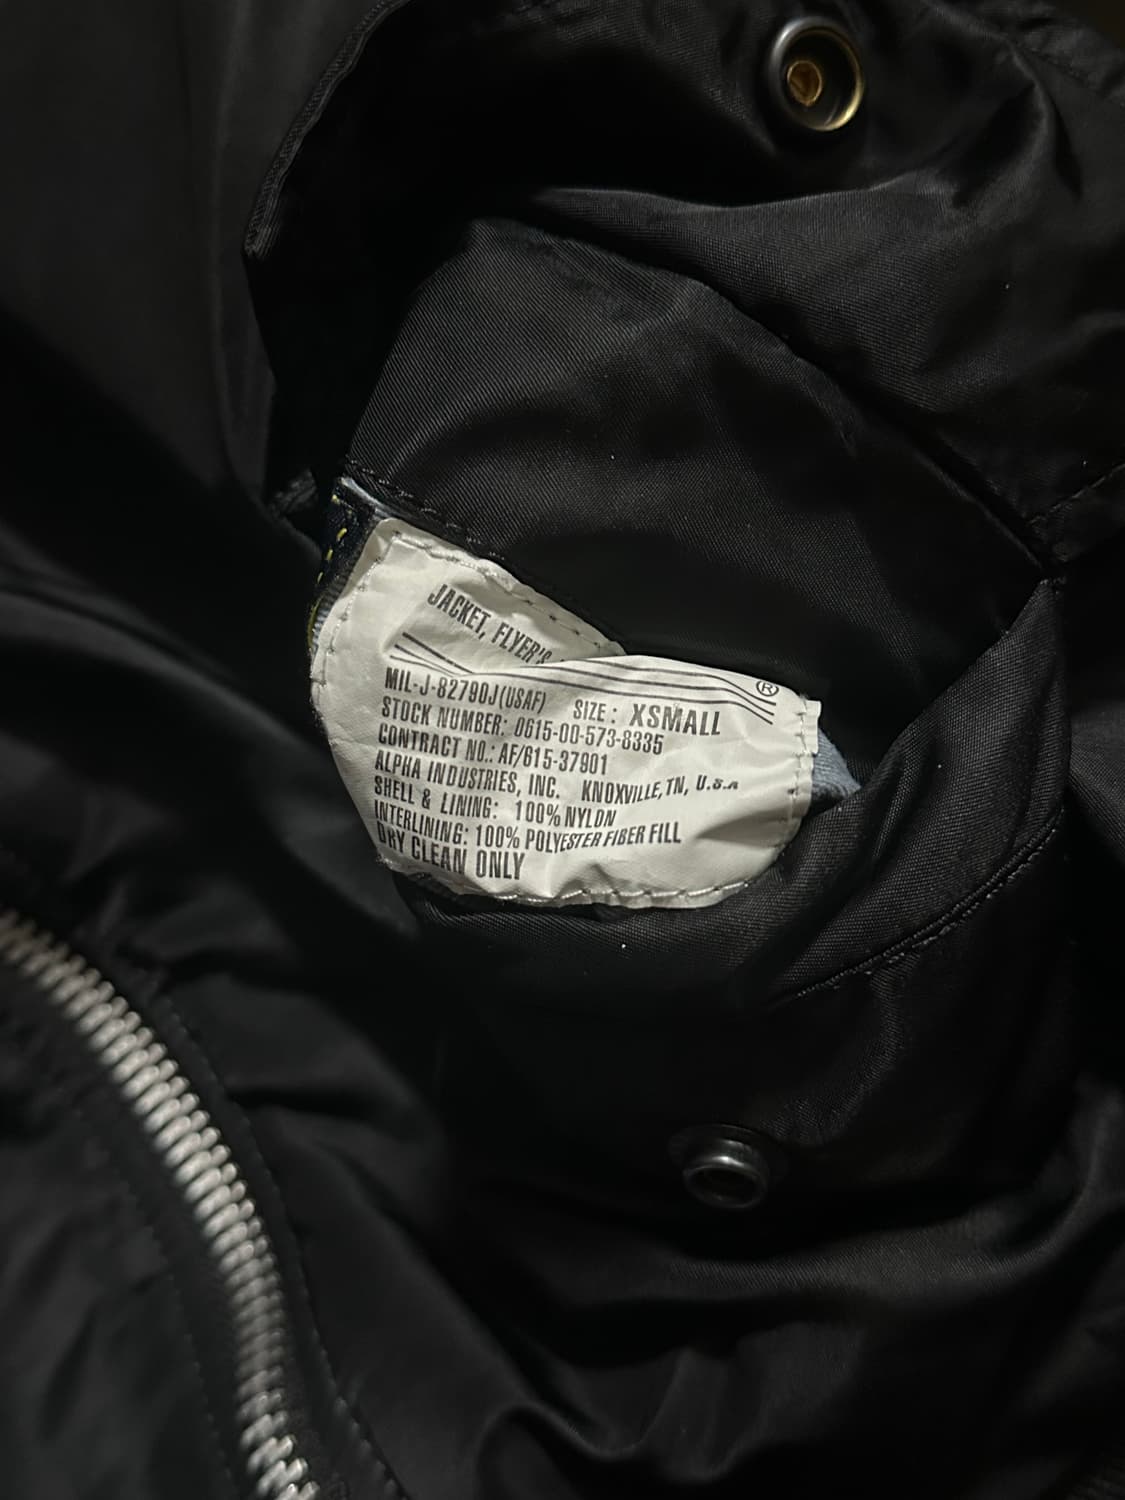 JACKET, FLYER'S
®
MIL-J-82790J(USAF) SIZE: XSMALL
STOCK NUMBER: 0615-00-573-8335
CONTRACT NO.: AF/615-37901
ALPHA INDUSTRIES, INC. KNOXVILLE, TN, U.S.A
SHELL & LINING: 100% NYLON
INTERLINING: 100% POLYESTER FIBER FILL
DRY CLEAN ONLY